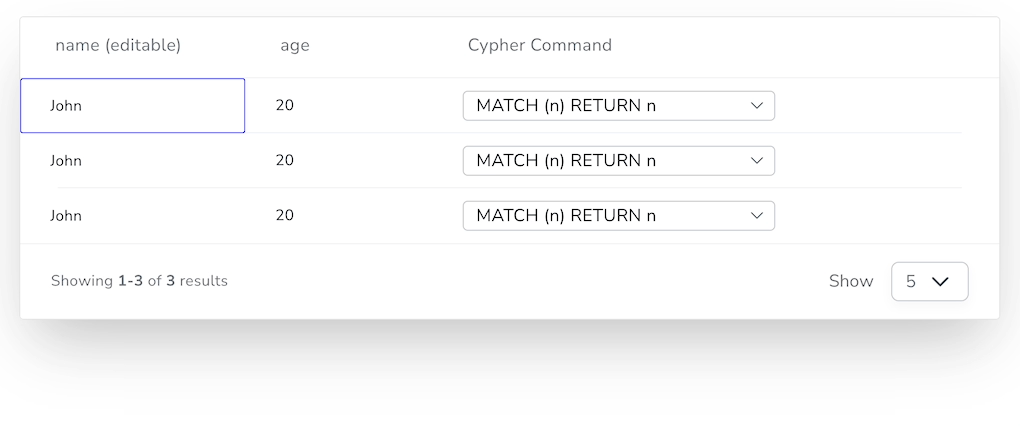 name (editable) age Cypher Command
John 20 MATCH (n) RETURN n
John 20 MATCH (n) RETURN n
John 20 MATCH (n) RETURN n
Showing 1-3 of 3 results Show 5